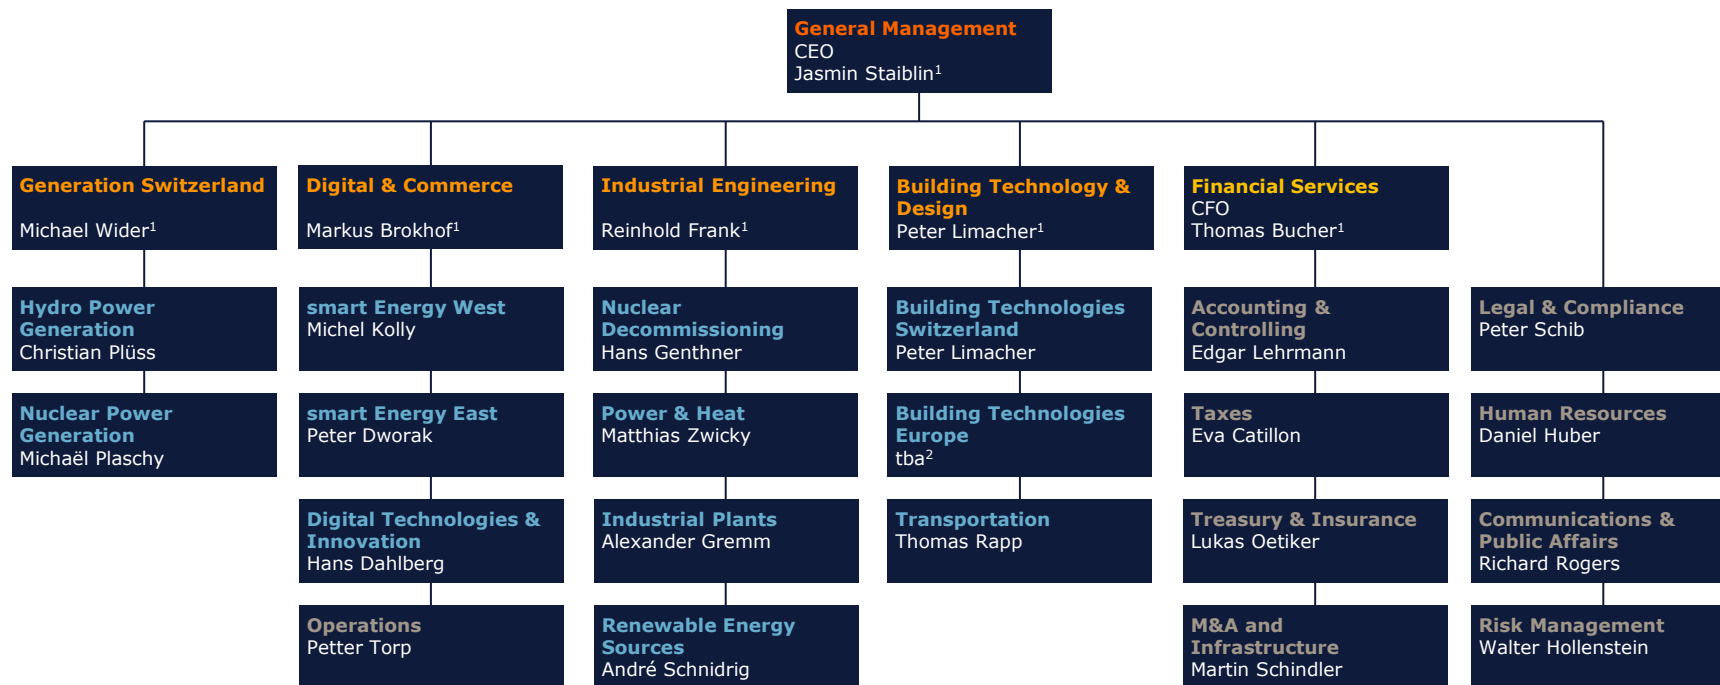 General Management
CEO
Jasmin Staiblin¹
Generation Switzerland
Michael Wider¹
Digital & Commerce
Markus Brokhof¹
Industrial Engineering
Reinhold Frank¹
Building Technology &
Design
Peter Limacher¹
Financial Services
CFO
Thomas Bucher¹
Hydro Power
Generation
Christian Plüss
smart Energy West
Michel Kolly
Nuclear
Decommissioning
Hans Genthner
Building Technologies
Switzerland
Peter Limacher
Accounting &
Controlling
Edgar Lehrmann
Legal & Compliance
Peter Schib
Nuclear Power
Generation
Michaël Plaschy
smart Energy East
Peter Dworak
Power & Heat
Matthias Zwicky
Building Technologies
Europe
tba²
Taxes
Eva Catillon
Human Resources
Daniel Huber
Digital Technologies &
Innovation
Hans Dahlberg
Industrial Plants
Alexander Gremm
Transportation
Thomas Rapp
Treasury & Insurance
Lukas Oetiker
Communications &
Public Affairs
Richard Rogers
Operations
Petter Torp
Renewable Energy
Sources
André Schnidrig
M&A and
Infrastructure
Martin Schindler
Risk Management
Walter Hollenstein